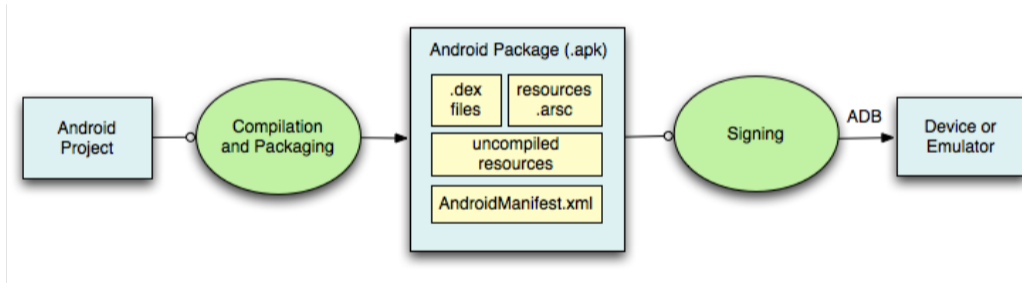 Android
Project
Compilation
and Packaging
Android Package (.apk)
.dex
files
resources
.arsc
uncompiled
resources
AndroidManifest.xml
Signing
ADB
Device or
Emulator